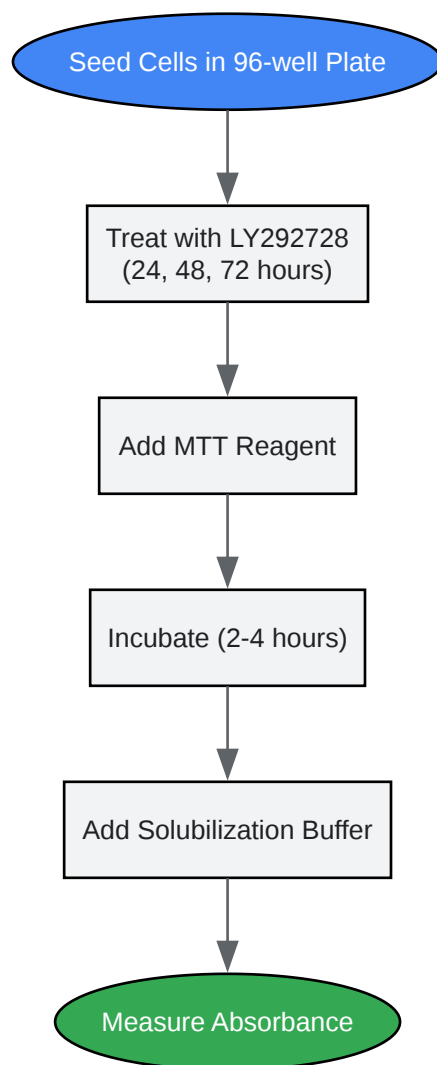 Seed Cells in 96-well Plate
Treat with LY292728
(24, 48, 72 hours)
Add MTT Reagent
Incubate (2-4 hours)
Add Solubilization Buffer
Measure Absorbance